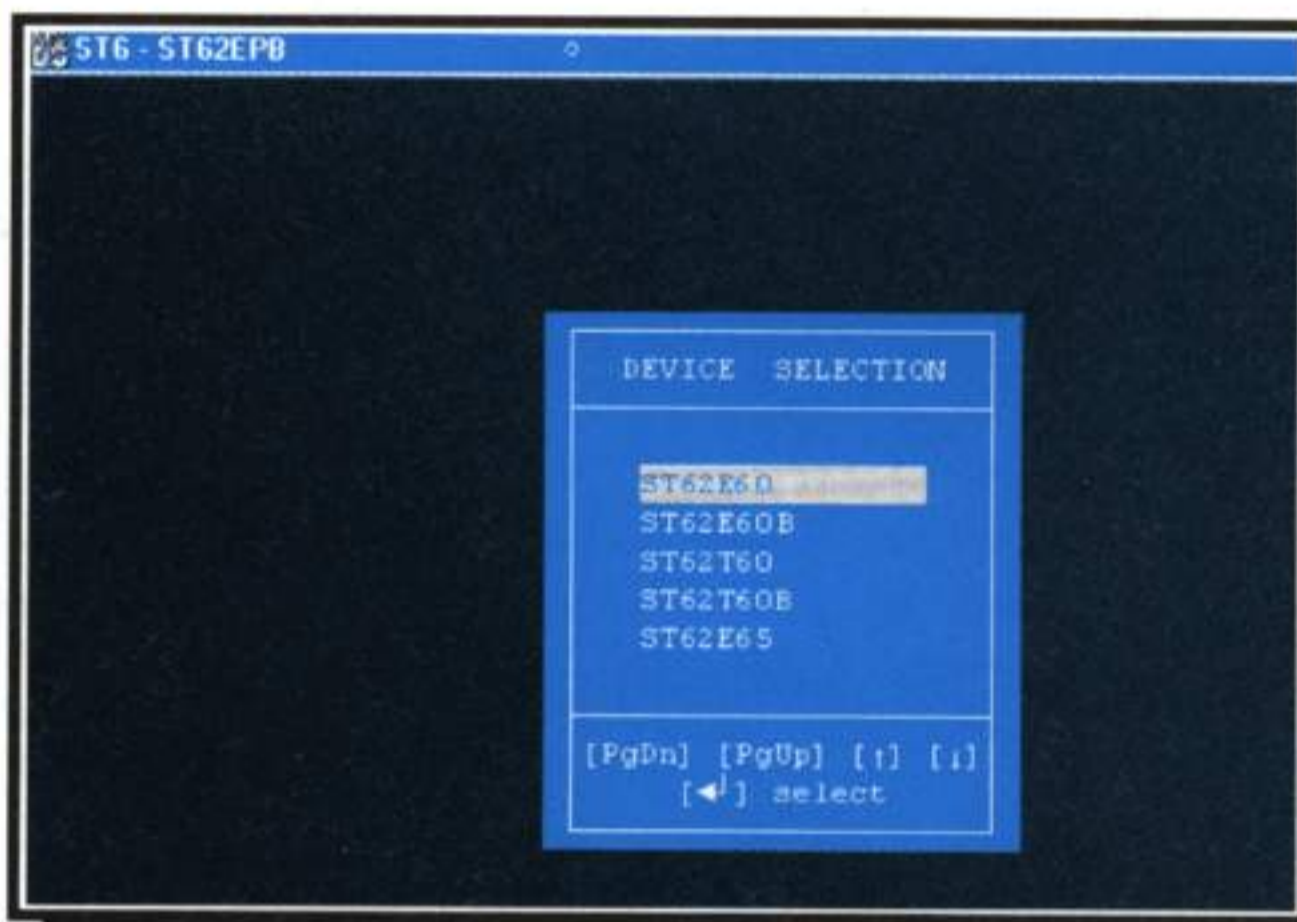 ST6 - ST62EPB
DEVICE SELECTION
ST62E60
ST62E60B
ST62T60
ST62T60B
ST62E65
[PgDn] [PgUp] [↑] [↓]
[◄┘] select